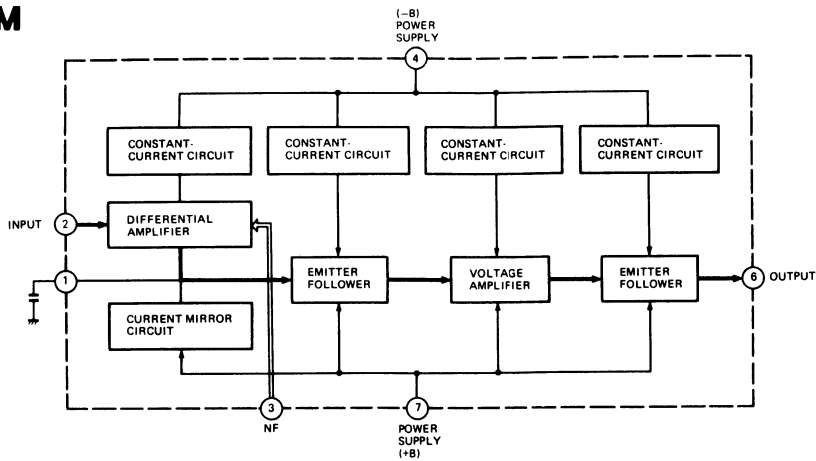 M
(−B)
POWER
SUPPLY
4
CONSTANT-
CURRENT CIRCUIT
CONSTANT-
CURRENT CIRCUIT
CONSTANT-
CURRENT CIRCUIT
CONSTANT-
CURRENT CIRCUIT
INPUT
2
DIFFERENTIAL
AMPLIFIER
1
EMITTER
FOLLOWER
VOLTAGE
AMPLIFIER
EMITTER
FOLLOWER
6
OUTPUT
CURRENT MIRROR
CIRCUIT
3
NF
7
POWER
SUPPLY
(+B)